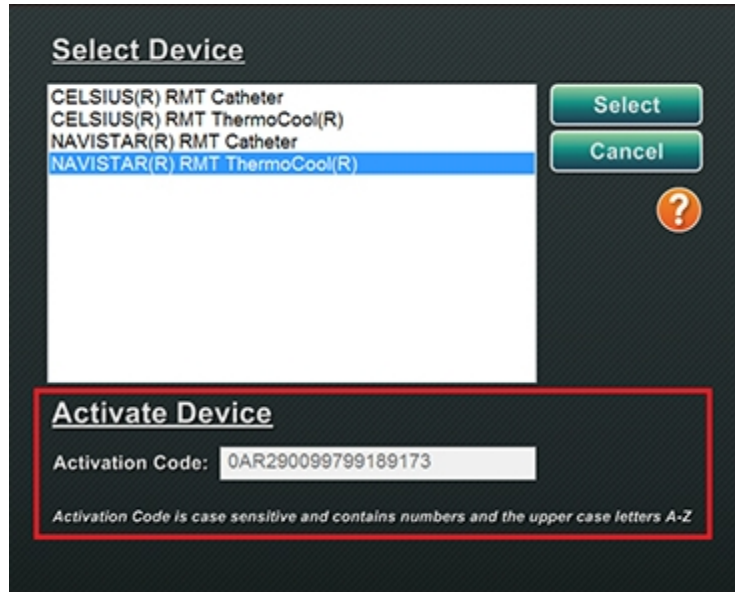 Select Device
CELSIUS(R) RMT Catheter
CELSIUS(R) RMT ThermoCool(R)
NAVISTAR(R) RMT Catheter
NAVISTAR(R) RMT ThermoCool(R)
Select
Cancel
?
Activate Device
Activation Code: 0AR290099799189173
Activation Code is case sensitive and contains numbers and the upper case letters A-Z